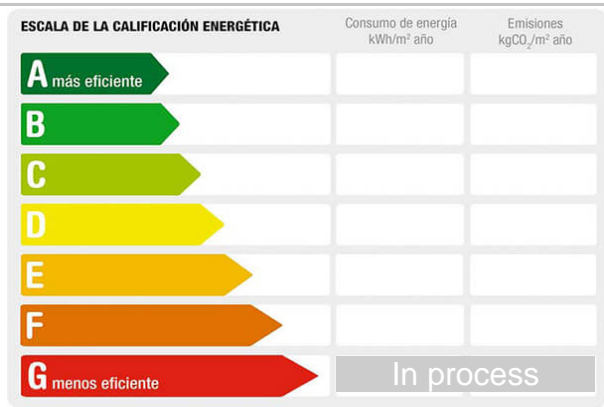 ESCALA DE LA CALIFICACIÓN ENERGÉTICA
Consumo de energía
kWh/m² año
Emisiones
kgCO₂/m² año
A más eficiente
B
C
D
E
F
G menos eficiente
In process